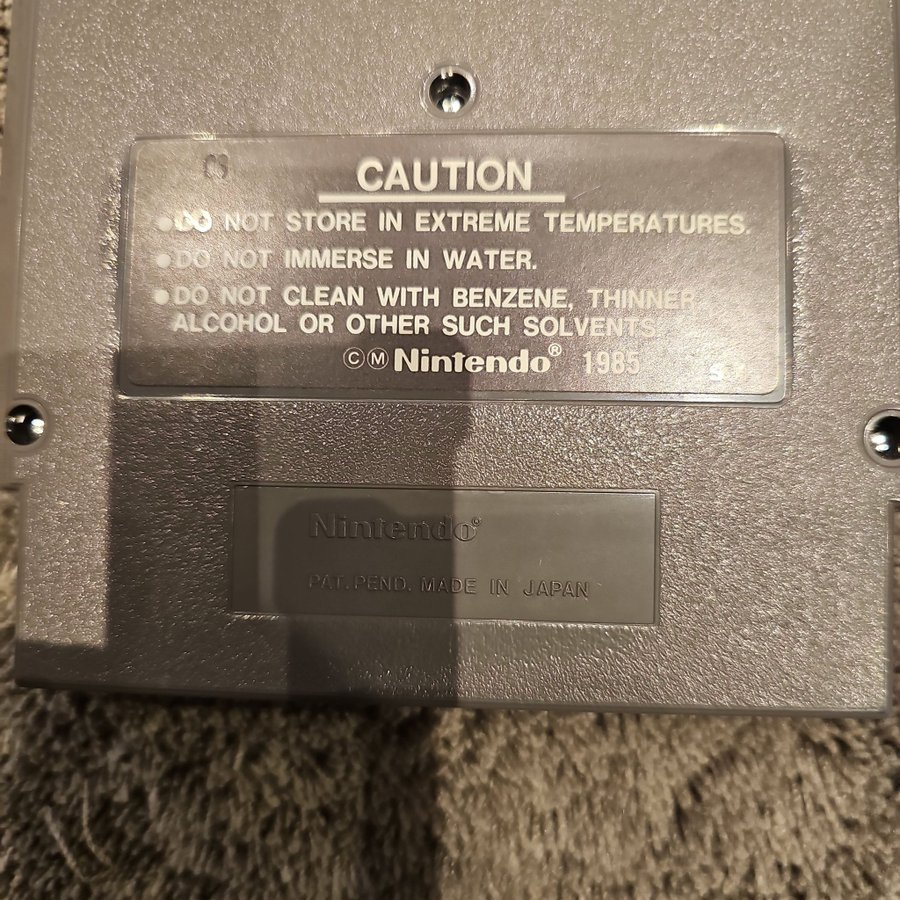 CAUTION
●DO NOT STORE IN EXTREME TEMPERATURES.
●DO NOT IMMERSE IN WATER.
●DO NOT CLEAN WITH BENZENE, THINNER
ALCOHOL OR OTHER SUCH SOLVENTS.
ⒸⓂ Nintendo® 1985
Nintendo®
PAT. PEND. MADE IN JAPAN